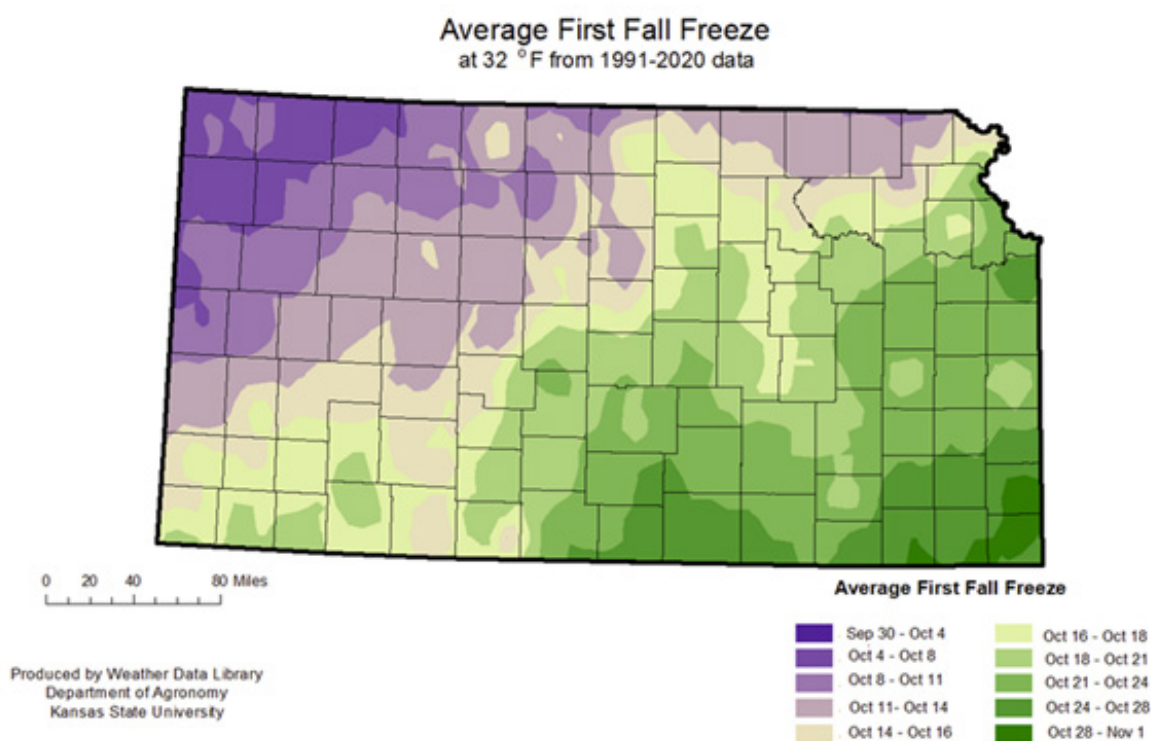 Average First Fall Freeze
at 32 °F from 1991-2020 data
0 20 40 80 Miles
Produced by Weather Data Library
Department of Agronomy
Kansas State University
Average First Fall Freeze
Sep 30 - Oct 4
Oct 4 - Oct 8
Oct 8 - Oct 11
Oct 11- Oct 14
Oct 14 - Oct 16
Oct 16 - Oct 18
Oct 18 - Oct 21
Oct 21 - Oct 24
Oct 24 - Oct 28
Oct 28 - Nov 1